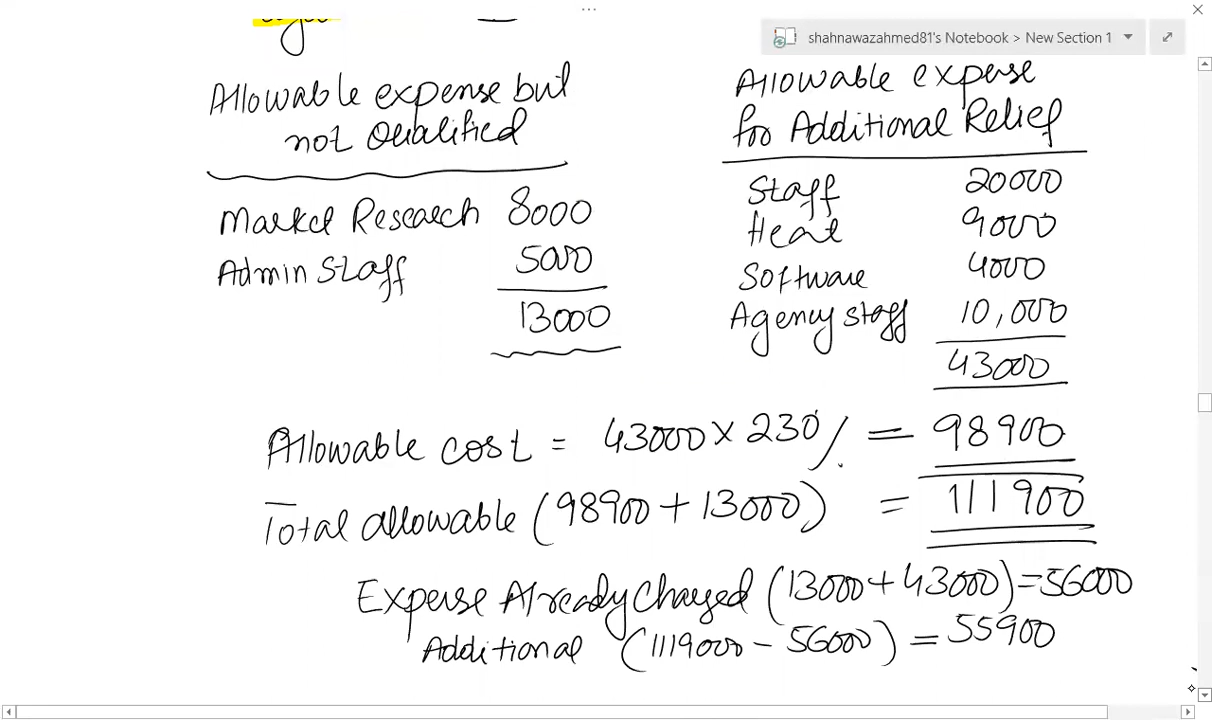 shahnawazahmed81's Notebook > New Section 1
Allowable expense but
not Qualified
Market Research 8000
Admin Staff 5000
13000
Allowable expense
for Additional Relief
Staff 20000
Heat 9000
Software 4000
Agency staff 10,000
43000
Allowable cost = 43000 x 230% = 98900
Total allowable (98900 + 13000) = 111900
Expense Already Charged (13000 + 43000) = 56000
Additional (1119000 - 56000) = 55900